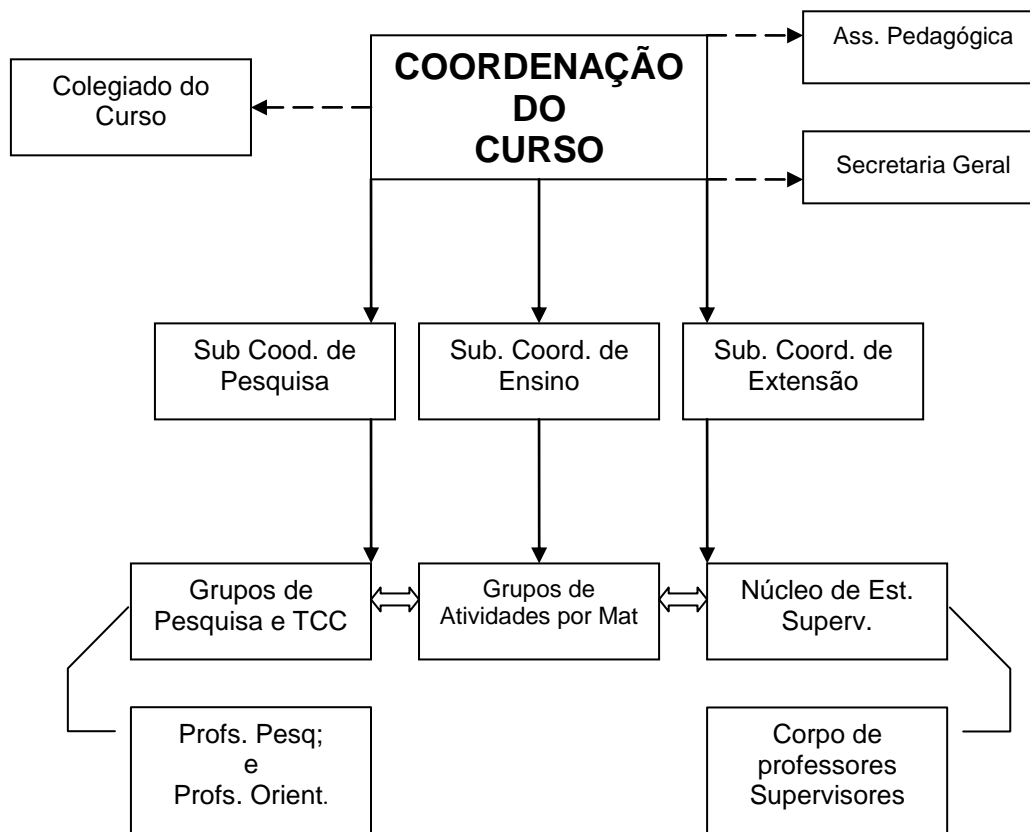 Ass. Pedagógica
COORDENAÇÃO
DO
CURSO
Colegiado do
Curso
Secretaria Geral
Sub Cood. de
Pesquisa
Sub. Coord. de
Ensino
Sub. Coord. de
Extensão
Grupos de
Pesquisa e TCC
Grupos de
Atividades por Mat
Núcleo de Est.
Superv.
Profs. Pesq;
e
Profs. Orient.
Corpo de
professores
Supervisores